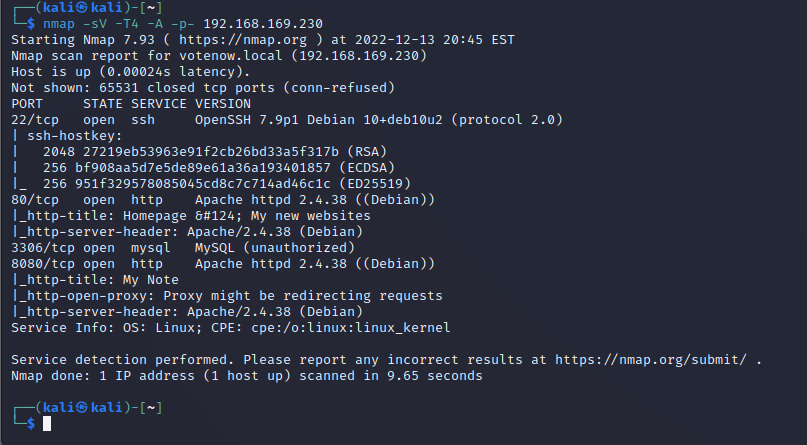 ┌──(kali㉿kali)-[~]
└─$ nmap -sV -T4 -A -p- 192.168.169.230
Starting Nmap 7.93 ( https://nmap.org ) at 2022-12-13 20:45 EST
Nmap scan report for votenow.local (192.168.169.230)
Host is up (0.00024s latency).
Not shown: 65531 closed tcp ports (conn-refused)
PORT     STATE SERVICE VERSION
22/tcp   open  ssh     OpenSSH 7.9p1 Debian 10+deb10u2 (protocol 2.0)
| ssh-hostkey:
|   2048 27219eb53963e91f2cb26bd33a5f317b (RSA)
|   256 bf908aa5d7e5de89e61a36a193401857 (ECDSA)
|_  256 951f329578085045cd8c7c714ad46c1c (ED25519)
80/tcp   open  http    Apache httpd 2.4.38 ((Debian))
|_http-title: Homepage &#124; My new websites
|_http-server-header: Apache/2.4.38 (Debian)
3306/tcp open  mysql   MySQL (unauthorized)
8080/tcp open  http    Apache httpd 2.4.38 ((Debian))
|_http-title: My Note
|_http-open-proxy: Proxy might be redirecting requests
|_http-server-header: Apache/2.4.38 (Debian)
Service Info: OS: Linux; CPE: cpe:/o:linux:linux_kernel
Service detection performed. Please report any incorrect results at https://nmap.org/submit/ .
Nmap done: 1 IP address (1 host up) scanned in 9.65 seconds
┌──(kali㉿kali)-[~]
└─$